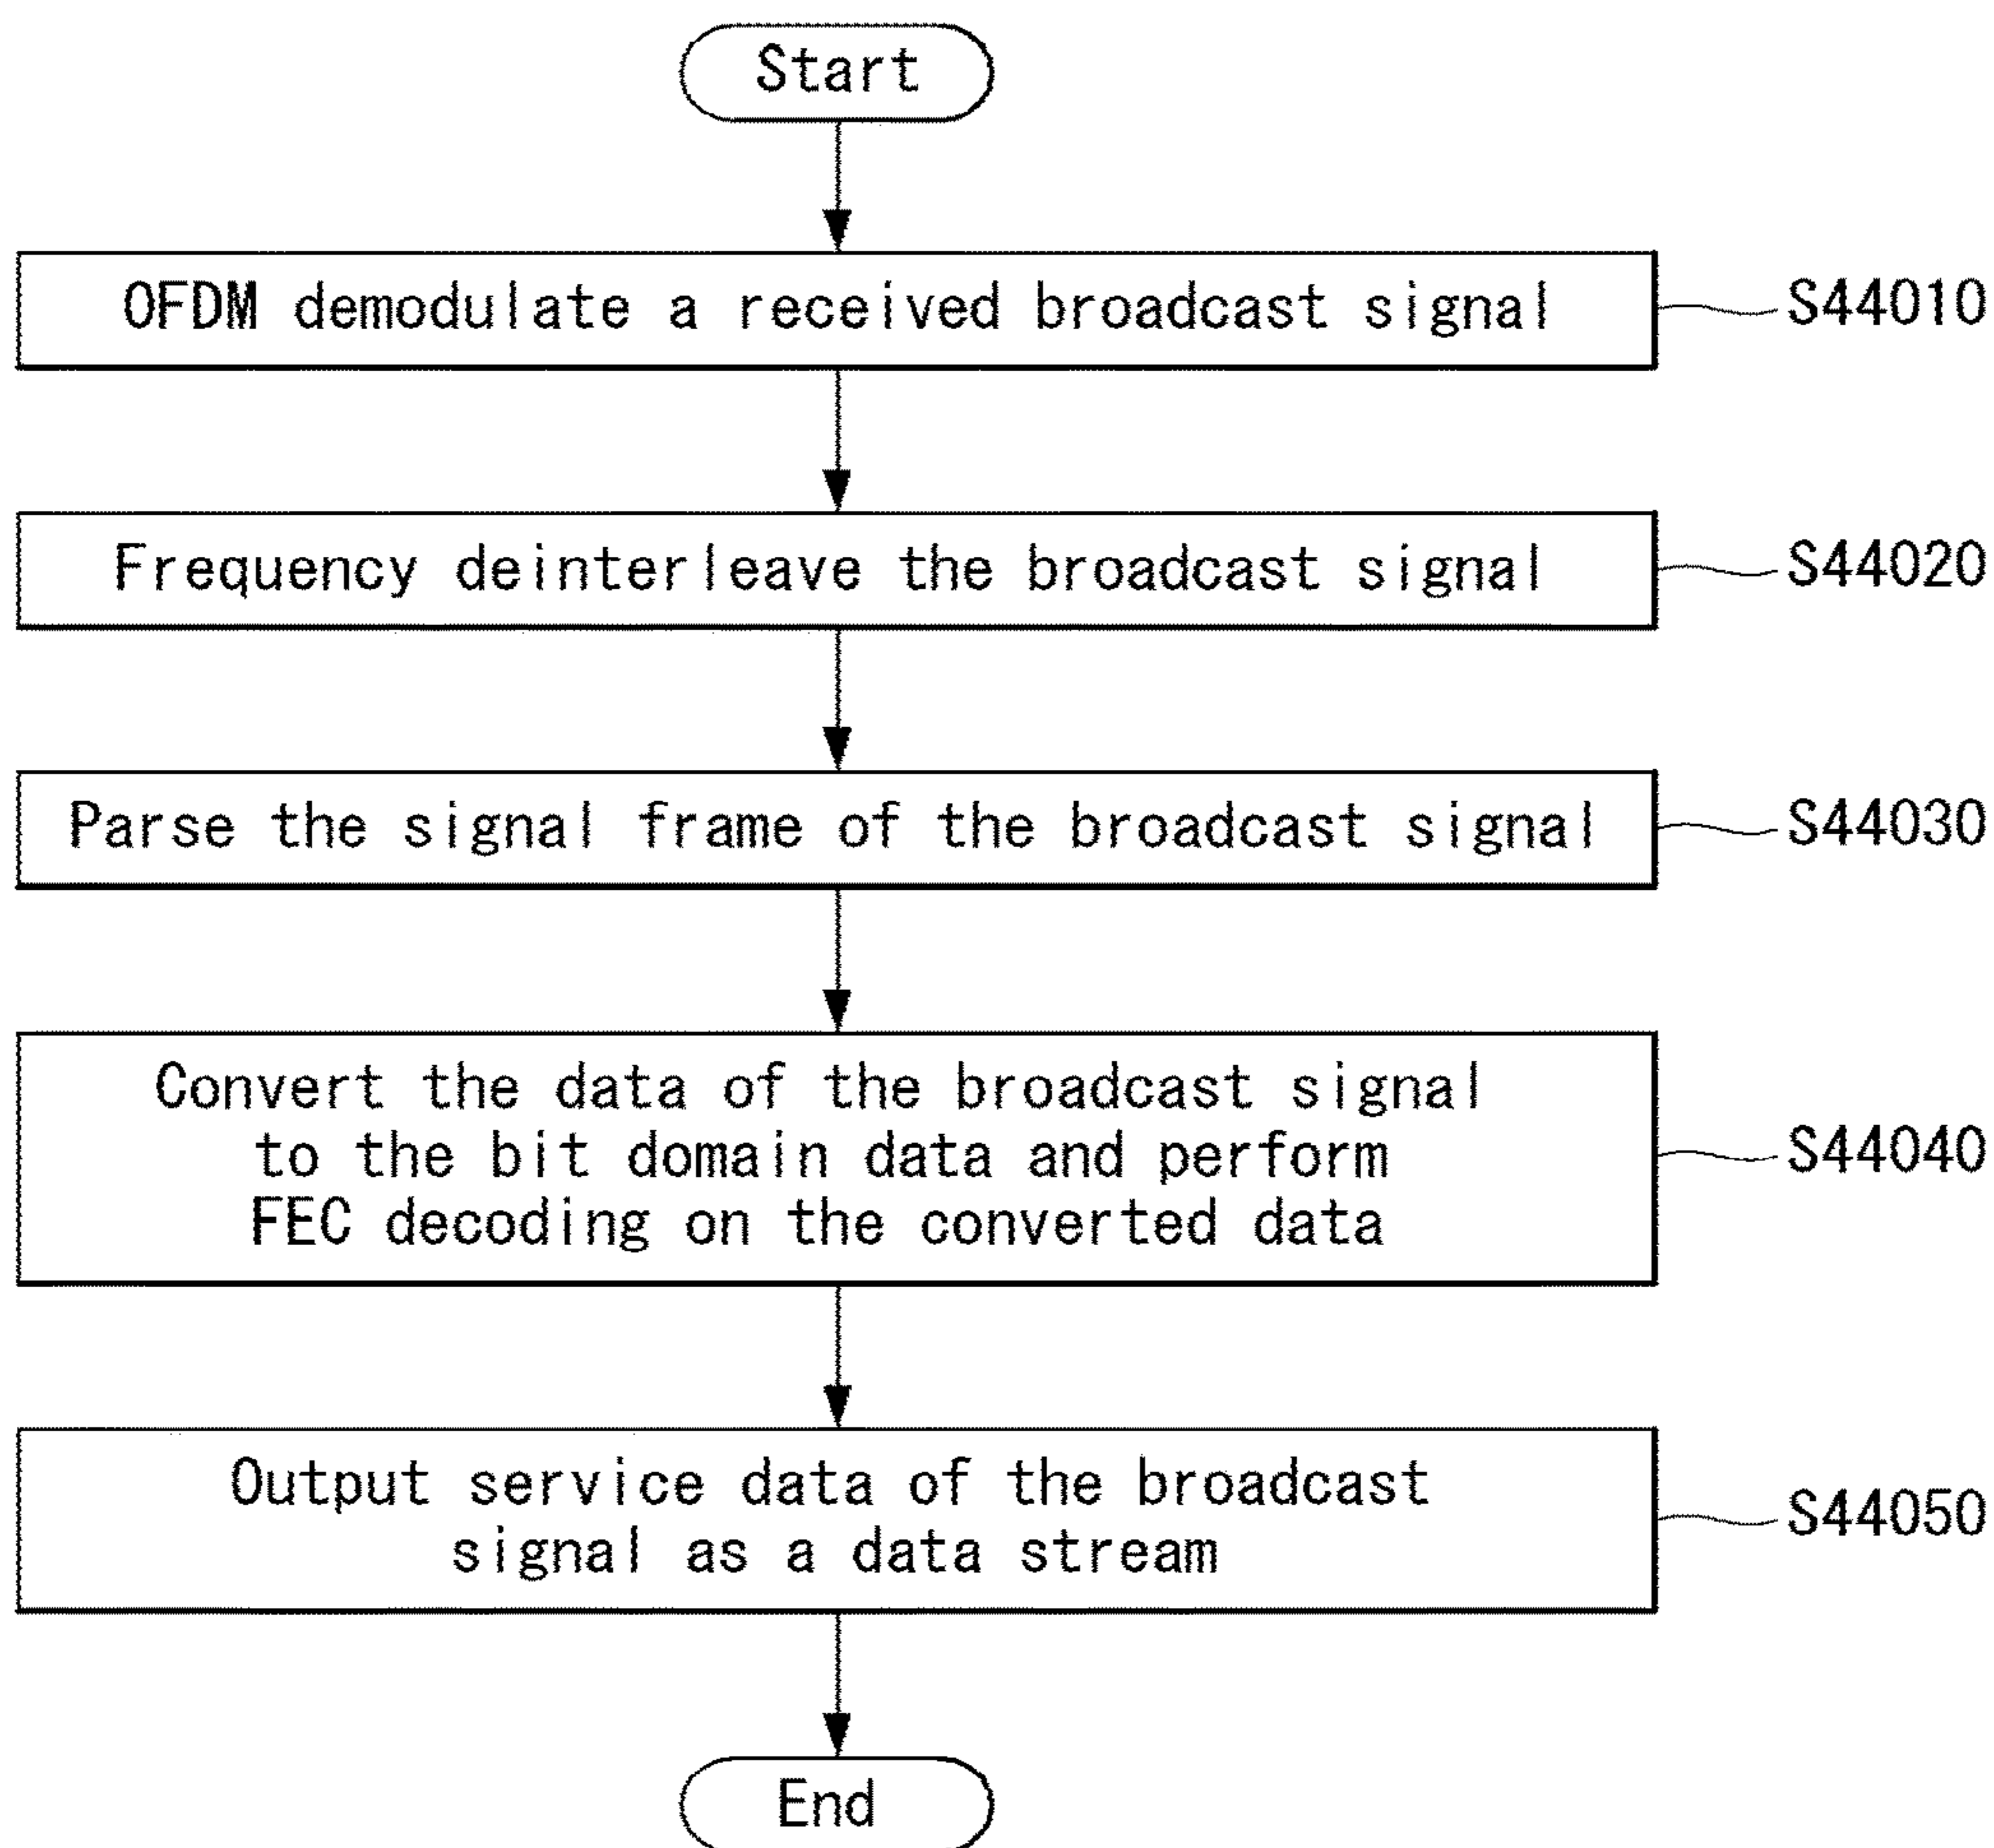 Start
OFDM demodulate a received broadcast signal
S44010
Frequency deinterleave the broadcast signal
S44020
Parse the signal frame of the broadcast signal
S44030
Convert the data of the broadcast signal
to the bit domain data and perform
FEC decoding on the converted data
S44040
Output service data of the broadcast
signal as a data stream
S44050
End